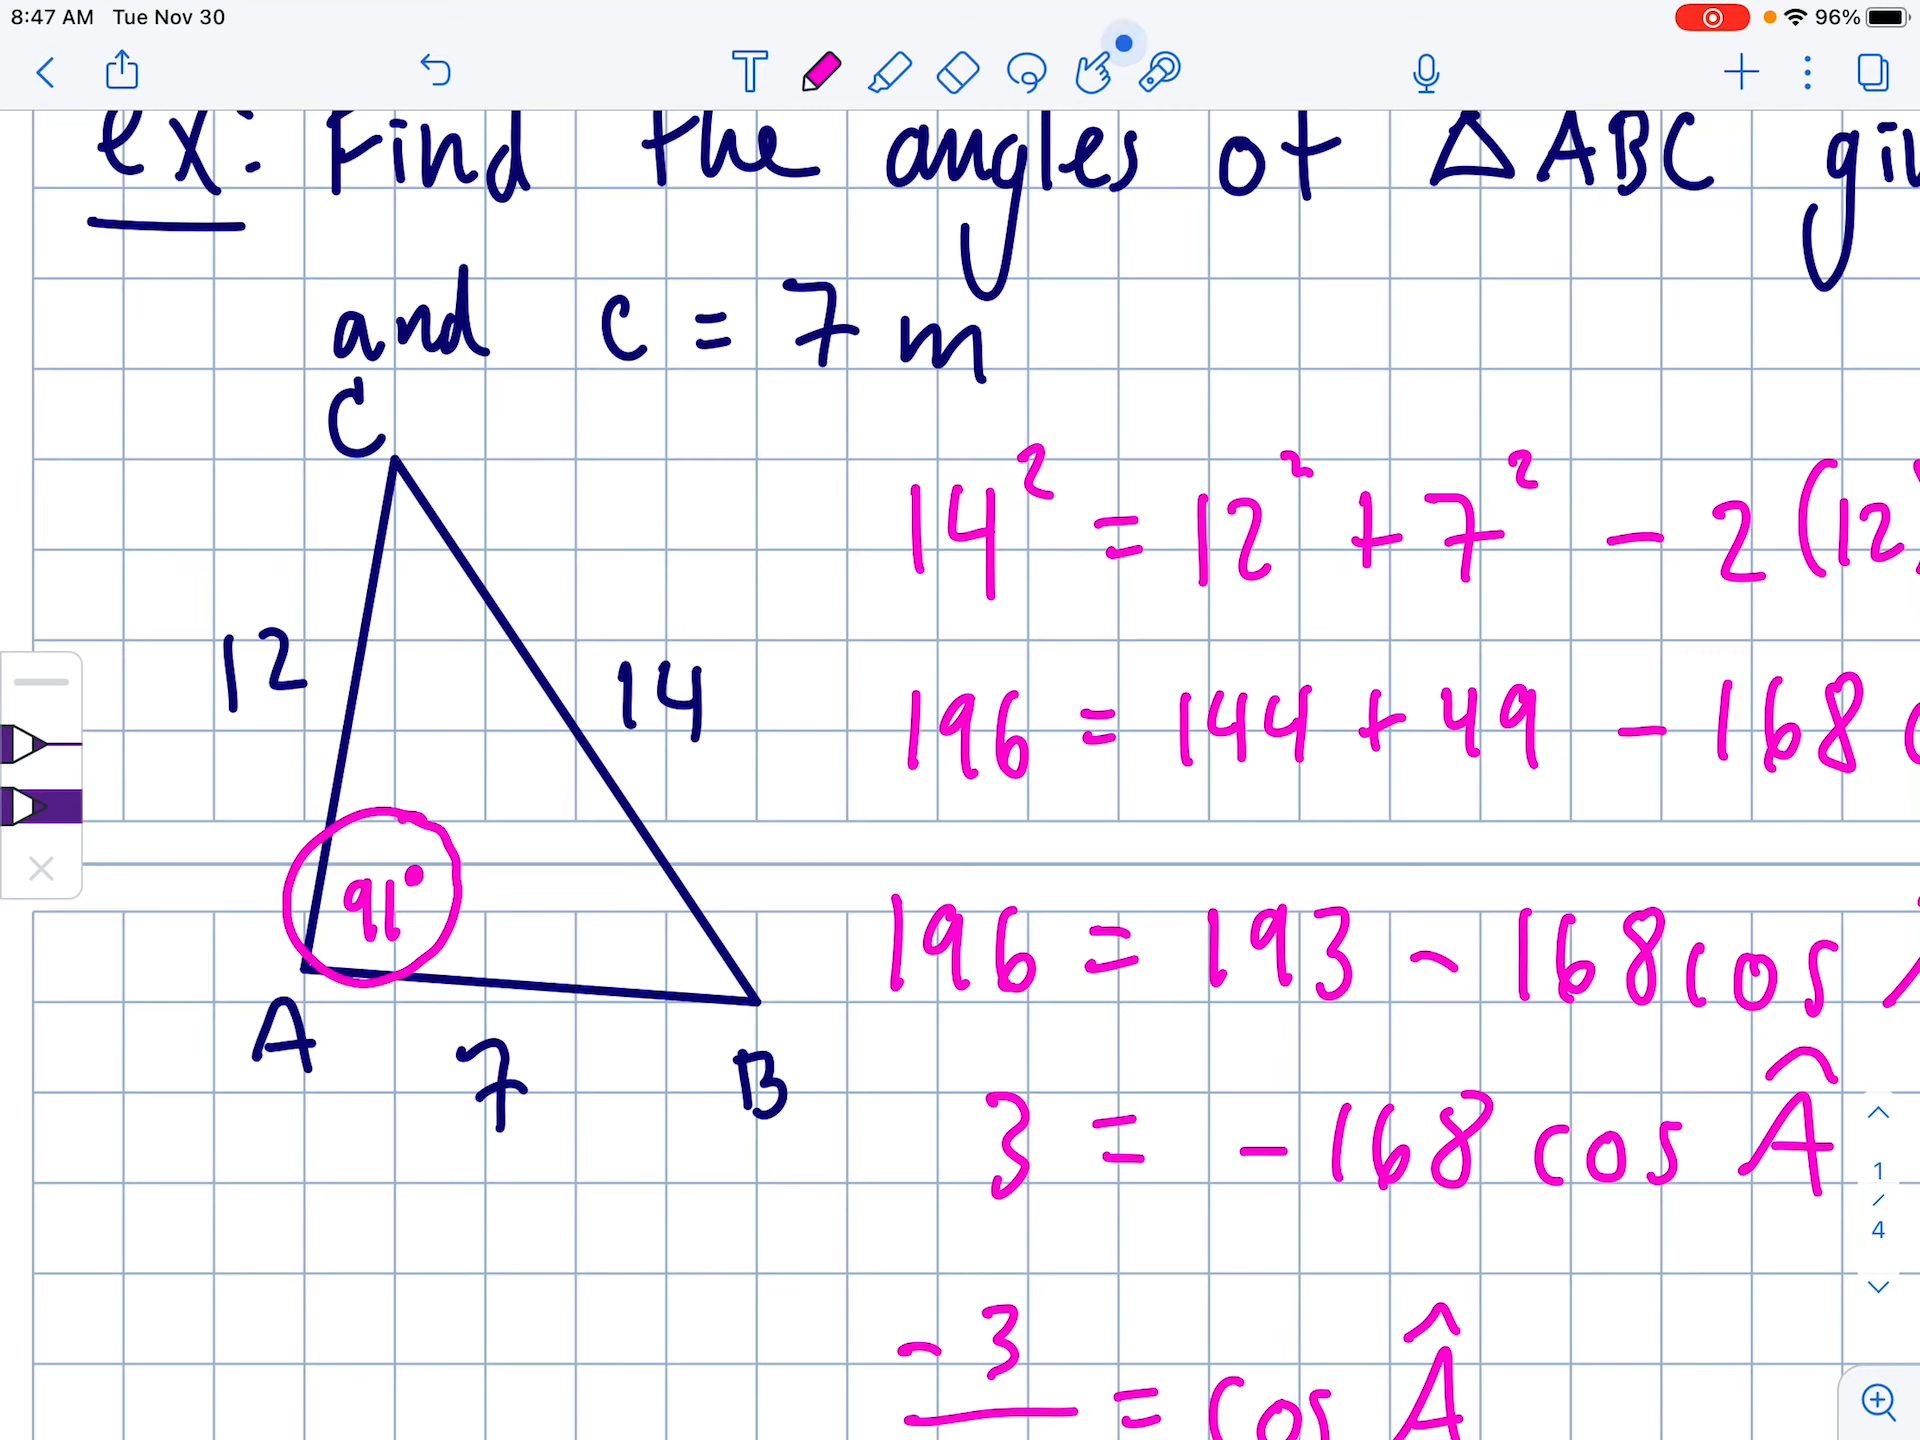 8:47 AM Tue Nov 30
96%
T
ex: Find the angles of △ABC
and c = 7 m
C
14² = 12² + 7² - 2(12)
12
14
196 = 144 + 49 - 168
91°
196 = 193 - 168 cos
A
7
B
3 = -168 cos Â
1
/
4
-3
= cos Â